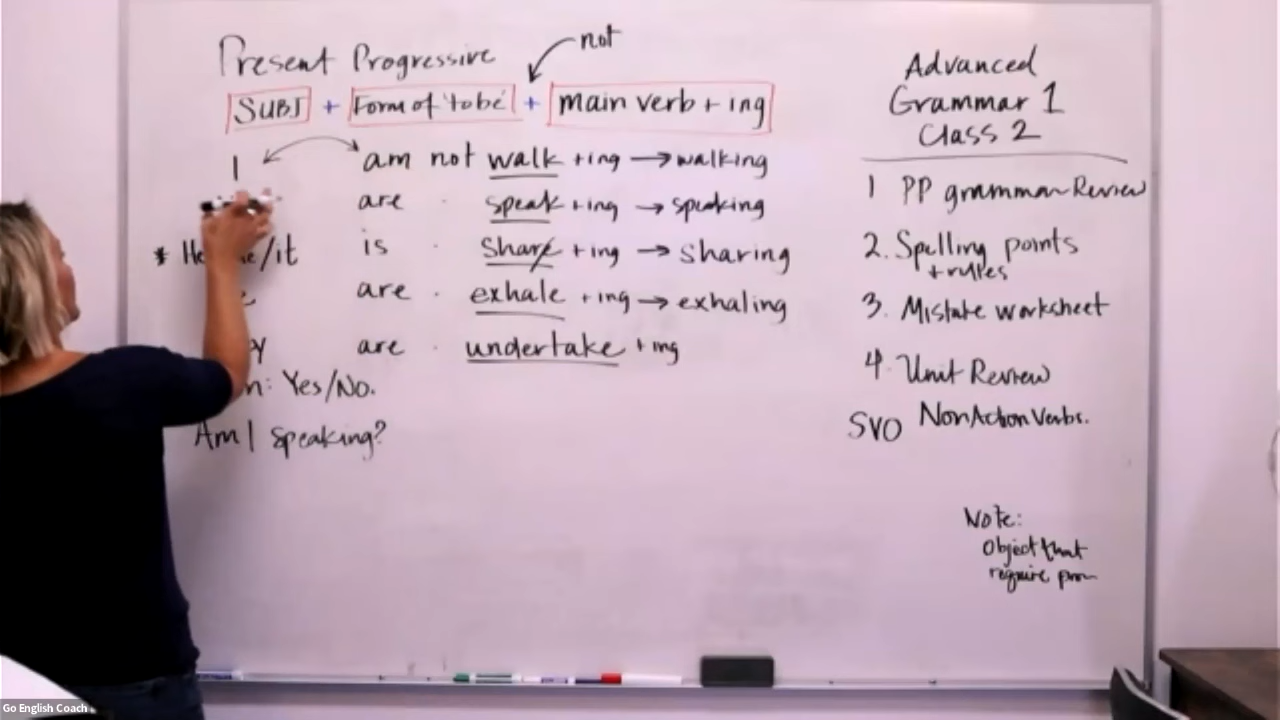 Present Progressive
not
SUBJ + Form of 'to be' + main verb + ing
I am not walk +ing → walking
are speak +ing → speaking
* He /it is share +ing → sharing
are exhale +ing → exhaling
are undertake +ing
Yes/No.
Am I speaking?
Advanced
Grammar 1
Class 2
1 PP grammar Review
2. Spelling points
+ rules
3. Mistake worksheet
4. Unit Review
SVO NonAction Verbs.
Note:
Object that
require
Go English Coach